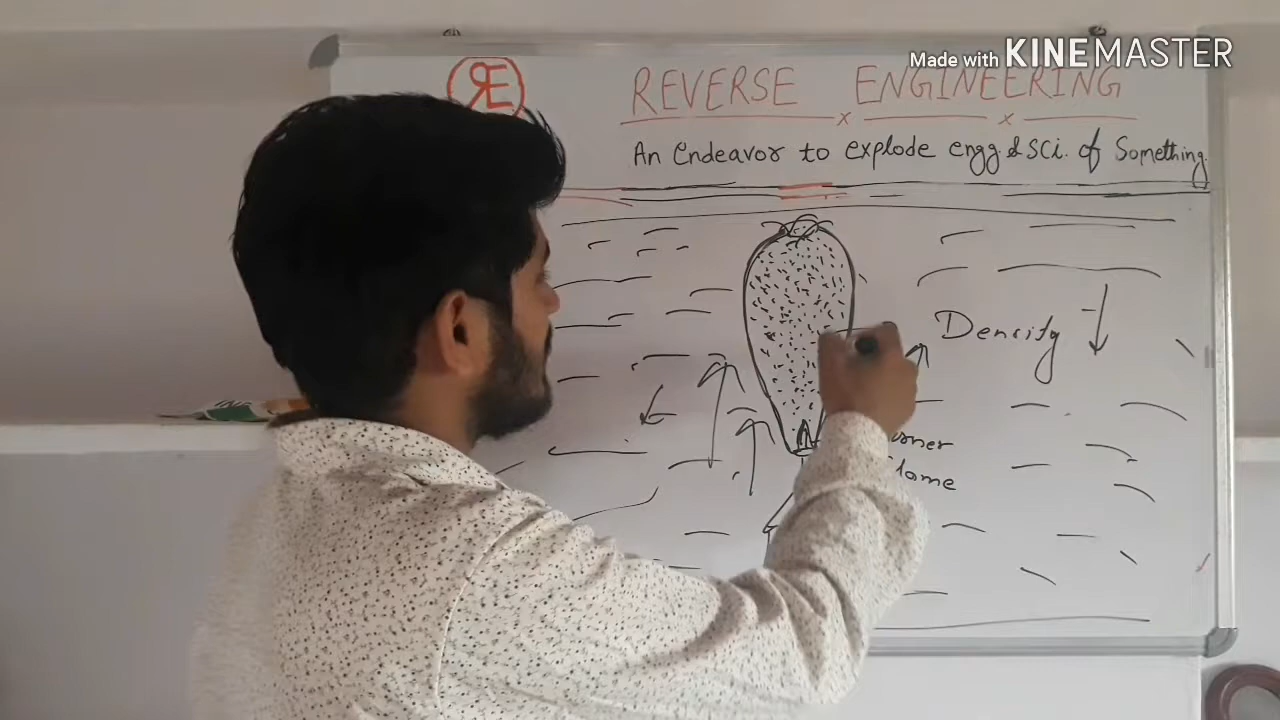 Made with KINEMASTER
RE
REVERSE ENGINEERING
An Endeavor to explode engg. & sci. of Something
Density ↓